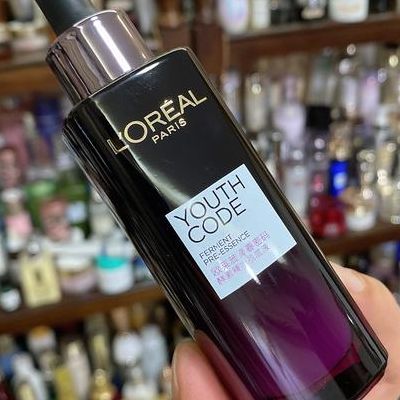 L'ORÉAL
PARIS
YOUTH
CODE
FERMENT
PRE-ESSENCE